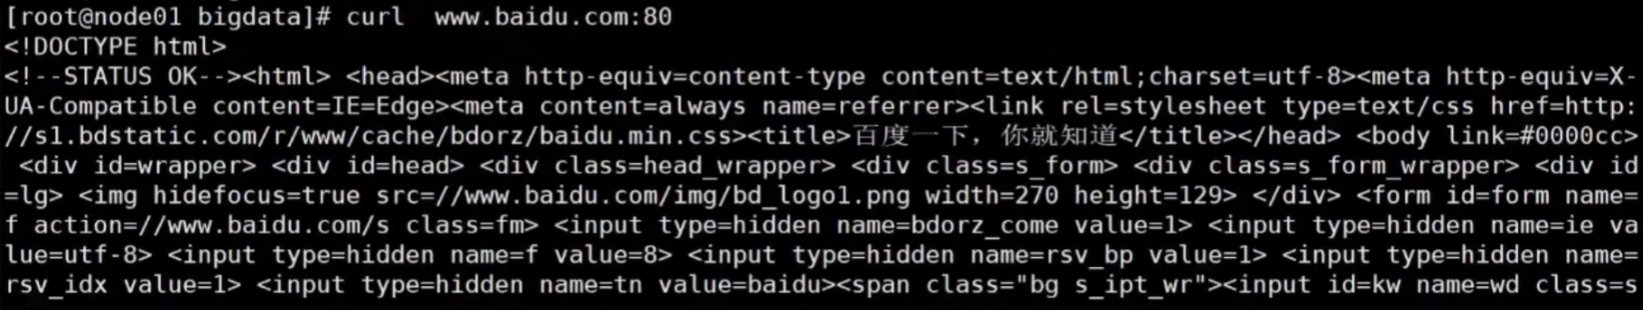 [root@node01 bigdata]# curl  www.baidu.com:80
<!DOCTYPE html>
<!--STATUS OK--><html> <head><meta http-equiv=content-type content=text/html;charset=utf-8><meta http-equiv=X-
UA-Compatible content=IE=Edge><meta content=always name=referrer><link rel=stylesheet type=text/css href=http:
//s1.bdstatic.com/r/www/cache/bdorz/baidu.min.css><title>百度一下，你就知道</title></head> <body link=#0000cc>
 <div id=wrapper> <div id=head> <div class=head_wrapper> <div class=s_form> <div class=s_form_wrapper> <div id
=lg> <img hidefocus=true src=//www.baidu.com/img/bd_logo1.png width=270 height=129> </div> <form id=form name=
f action=//www.baidu.com/s class=fm> <input type=hidden name=bdorz_come value=1> <input type=hidden name=ie va
lue=utf-8> <input type=hidden name=f value=8> <input type=hidden name=rsv_bp value=1> <input type=hidden name=
rsv_idx value=1> <input type=hidden name=tn value=baidu><span class="bg s_ipt_wr"><input id=kw name=wd class=s